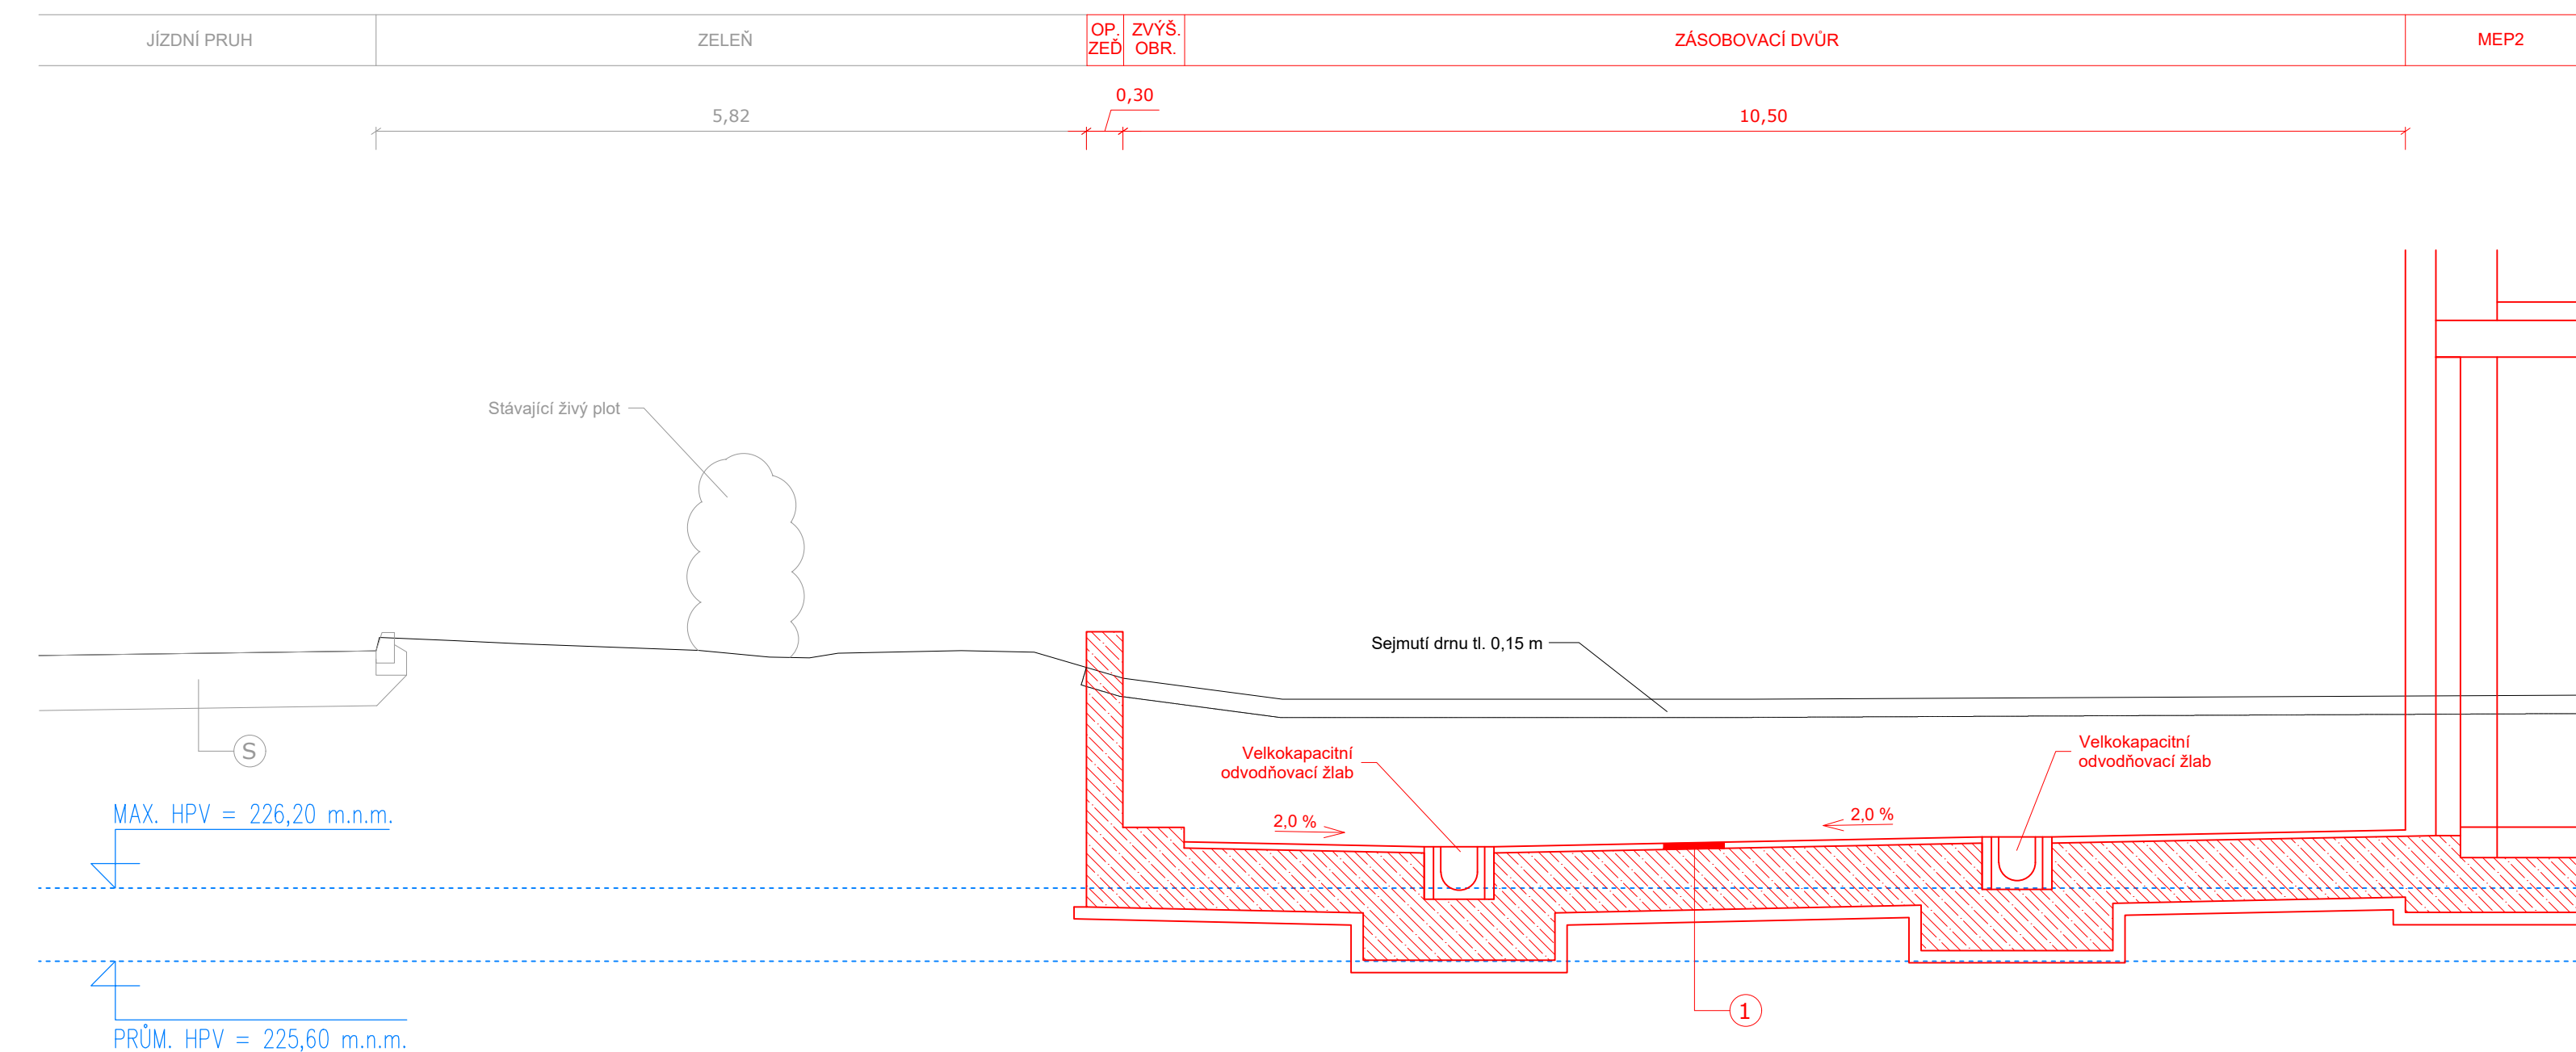 JÍZDNÍ PRUH
ZELEŇ
OP.
ZEĎ
ZVÝŠ.
OBR.
ZÁSOBOVACÍ DVŮR
MEP2
5,82
0,30
10,50
Stávající živý plot
Sejmutí drnu tl. 0,15 m
S
Velkokapacitní
odvodňovací žlab
Velkokapacitní
odvodňovací žlab
MAX. HPV = 226,20 m.n.m.
2,0 %
2,0 %
1
PRŮM. HPV = 225,60 m.n.m.